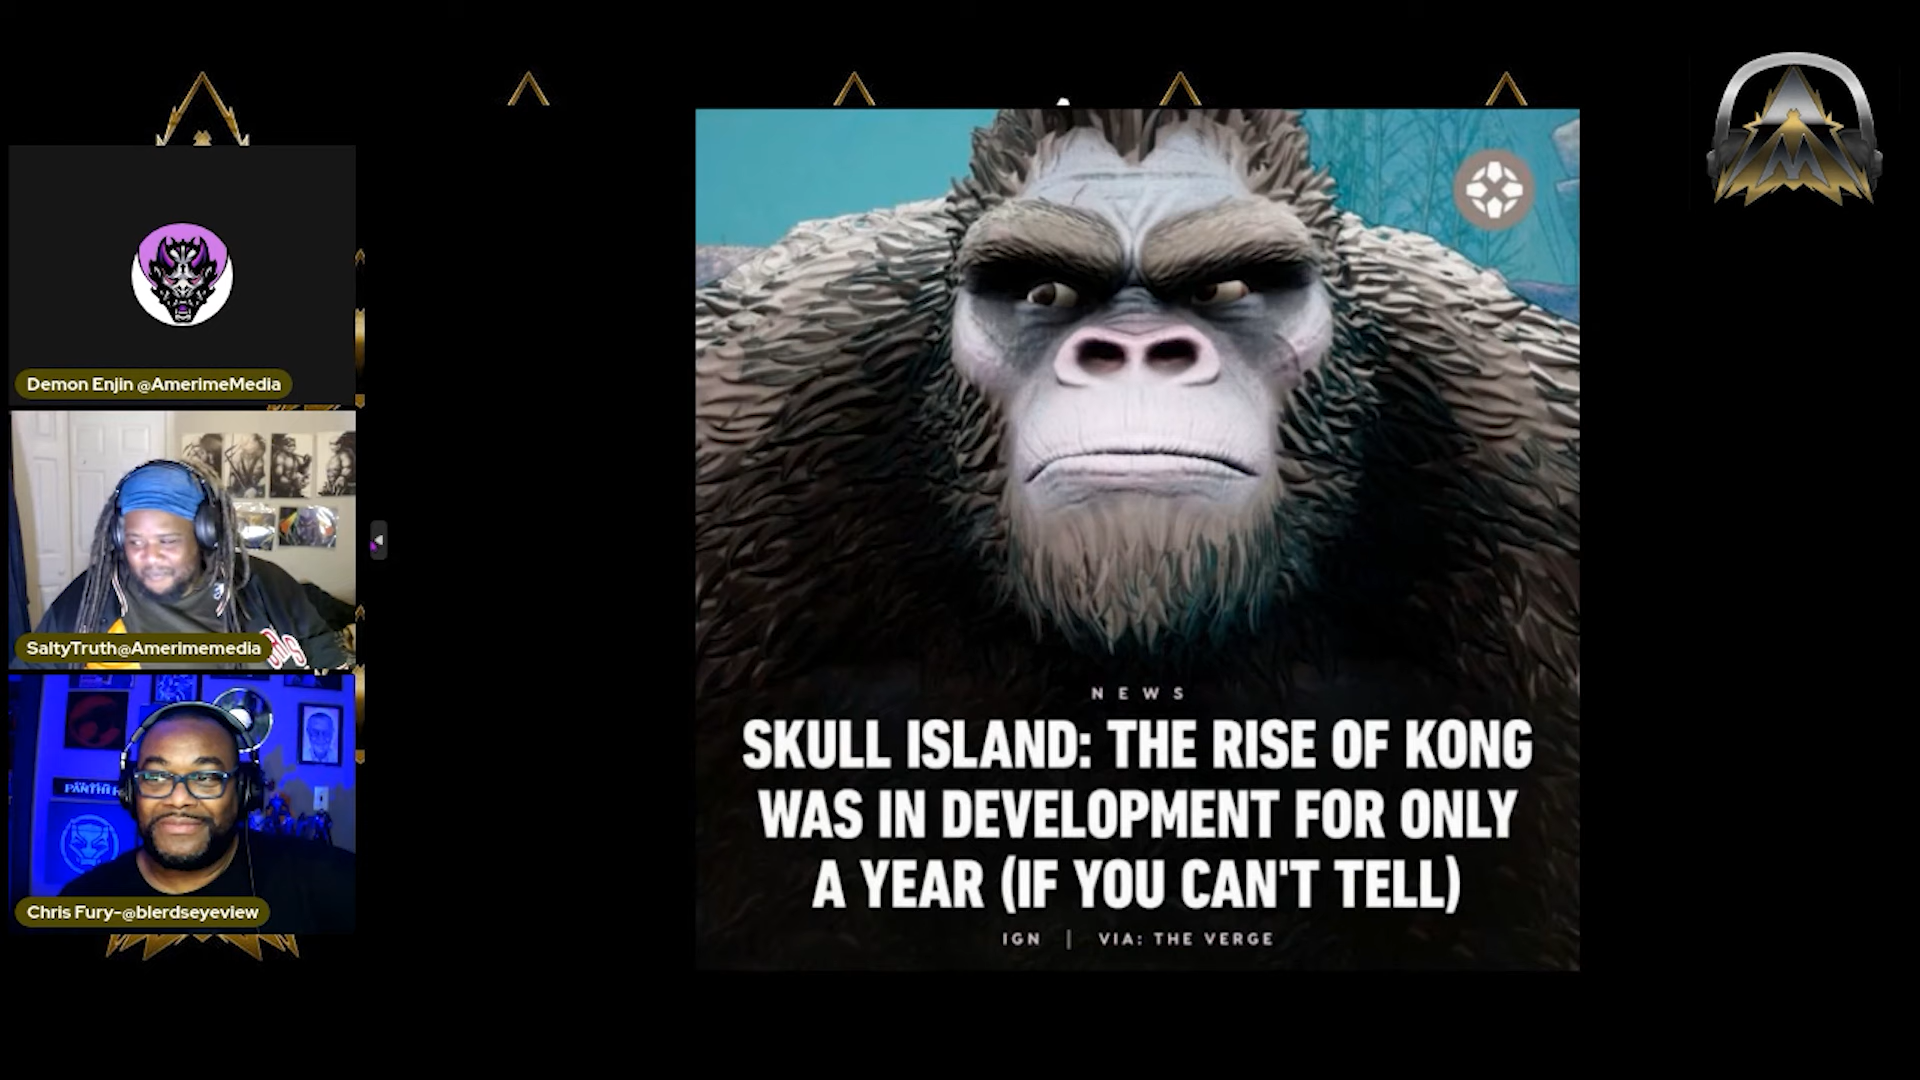 Demon Enjin @AmerimeMedia
SaltyTruth@Amerimemedia
PANTHE
Chris Fury-@blerdseyeview
NEWS
SKULL ISLAND: THE RISE OF KONG
WAS IN DEVELOPMENT FOR ONLY
A YEAR (IF YOU CAN'T TELL)
IGN | VIA: THE VERGE